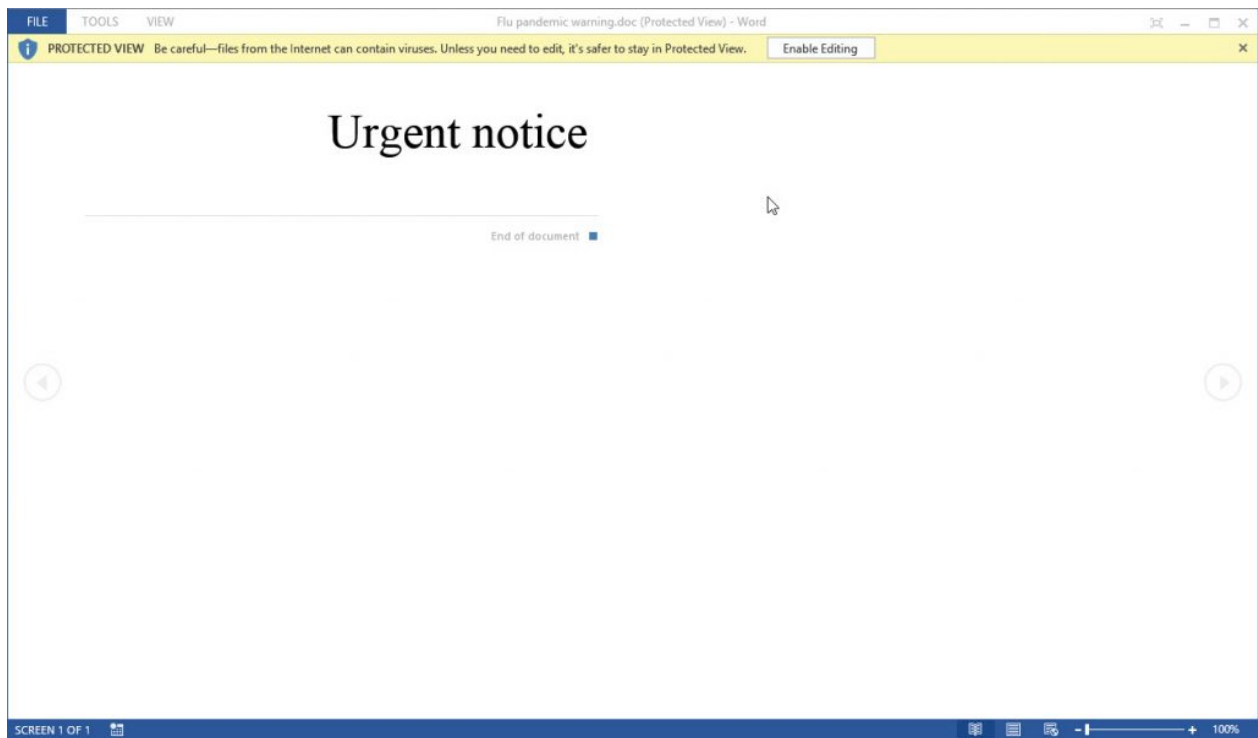 FILE TOOLS VIEW Flu pandemic warning.doc (Protected View) - Word
PROTECTED VIEW Be careful—files from the Internet can contain viruses. Unless you need to edit, it's safer to stay in Protected View. Enable Editing
Urgent notice
End of document
SCREEN 1 OF 1 100%